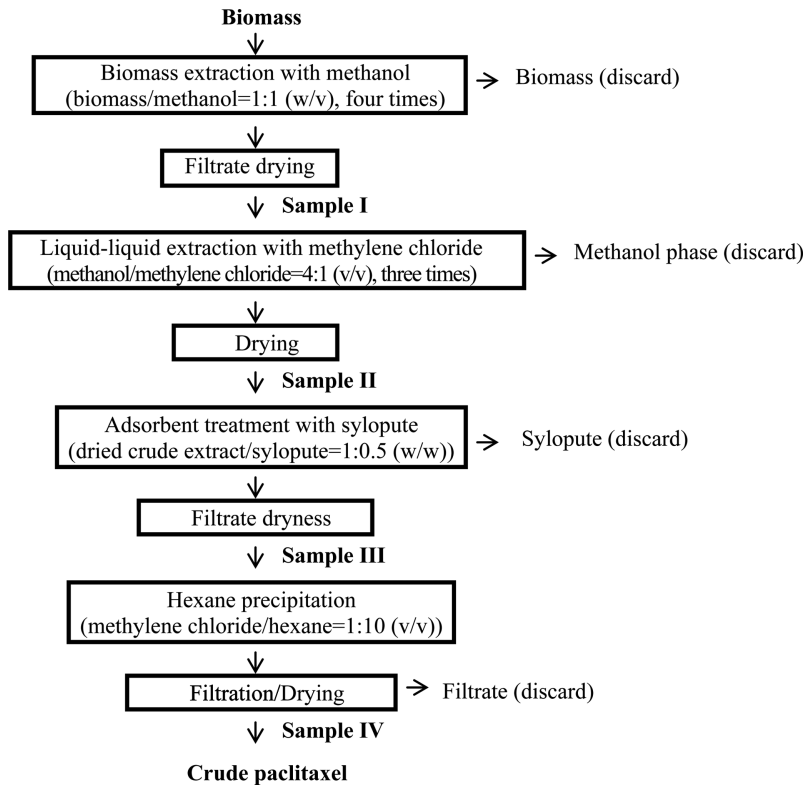 Biomass
Biomass extraction with methanol
(biomass/methanol=1:1 (w/v), four times)
Biomass (discard)
Filtrate drying
Sample I
Liquid-liquid extraction with methylene chloride
(methanol/methylene chloride=4:1 (v/v), three times)
Methanol phase (discard)
Drying
Sample II
Adsorbent treatment with sylopute
(dried crude extract/sylopute=1:0.5 (w/w))
Sylopute (discard)
Filtrate dryness
Sample III
Hexane precipitation
(methylene chloride/hexane=1:10 (v/v))
Filtration/Drying
Filtrate (discard)
Sample IV
Crude paclitaxel